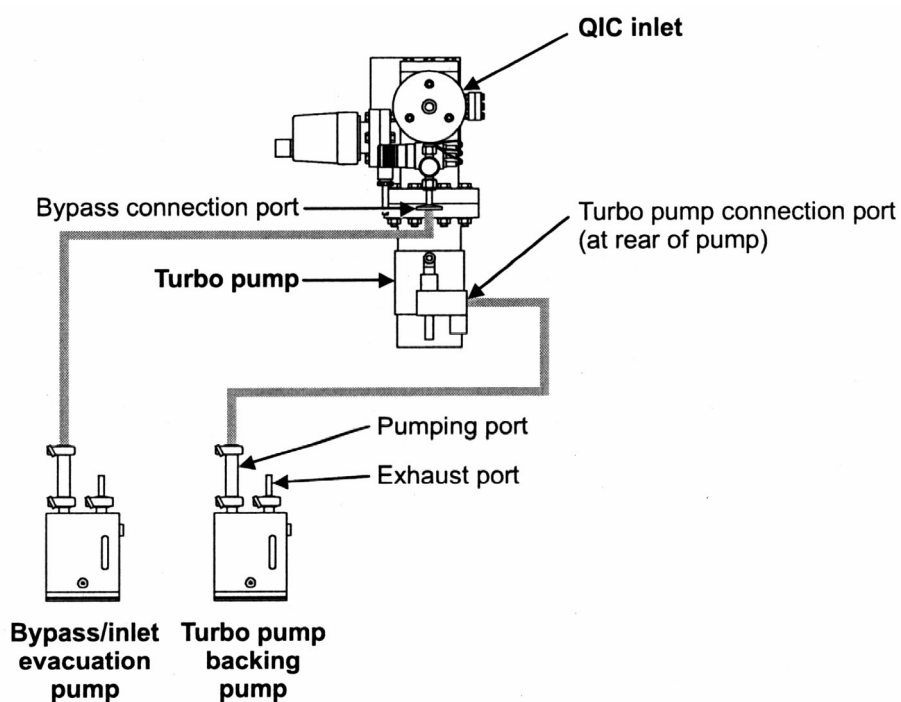 QIC inlet
Bypass connection port
Turbo pump connection port
(at rear of pump)
Turbo pump
Pumping port
Exhaust port
Bypass/inlet
evacuation
pump
Turbo pump
backing
pump